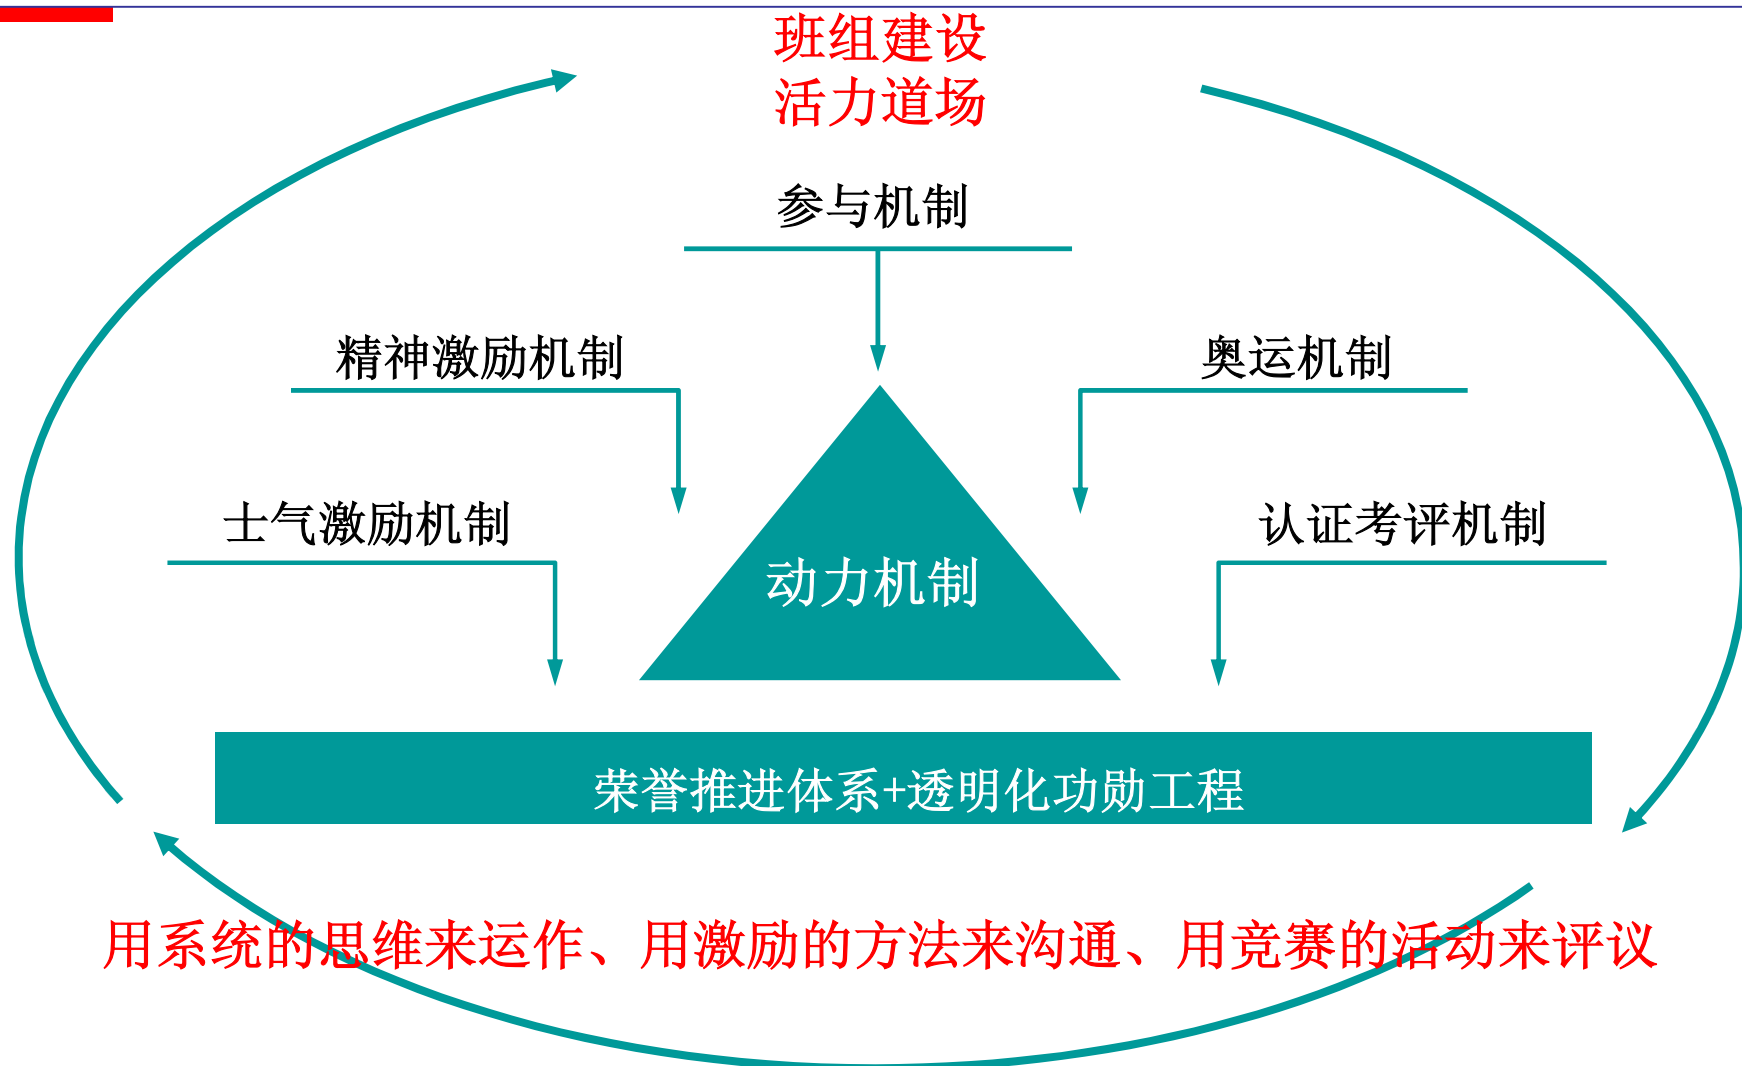 班组建设
活力道场
参与机制
精神激励机制
奥运机制
士气激励机制
认证考评机制
动力机制
荣誉推进体系+透明化功勋工程
用系统的思维来运作、用激励的方法来沟通、用竞赛的活动来评议